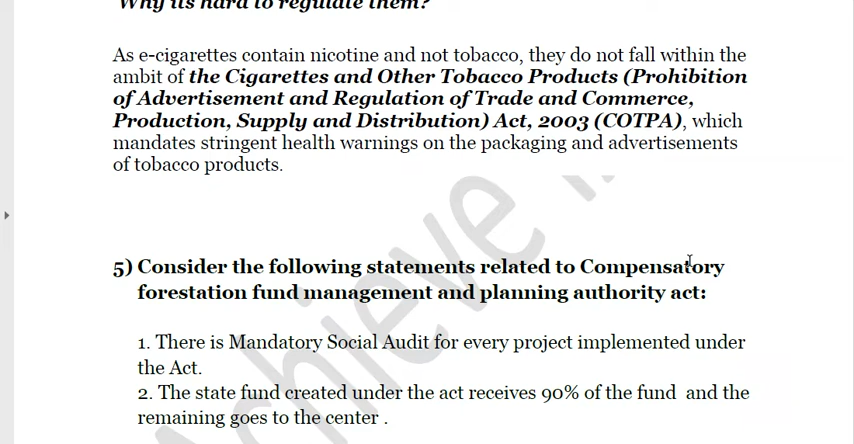 Why its hard to regulate them?
As e-cigarettes contain nicotine and not tobacco, they do not fall within the
ambit of the Cigarettes and Other Tobacco Products (Prohibition
of Advertisement and Regulation of Trade and Commerce,
Production, Supply and Distribution) Act, 2003 (COTPA), which
mandates stringent health warnings on the packaging and advertisements
of tobacco products.
5) Consider the following statements related to Compensatory
forestation fund management and planning authority act:
1. There is Mandatory Social Audit for every project implemented under
the Act.
2. The state fund created under the act receives 90% of the fund and the
remaining goes to the center .
Achieve